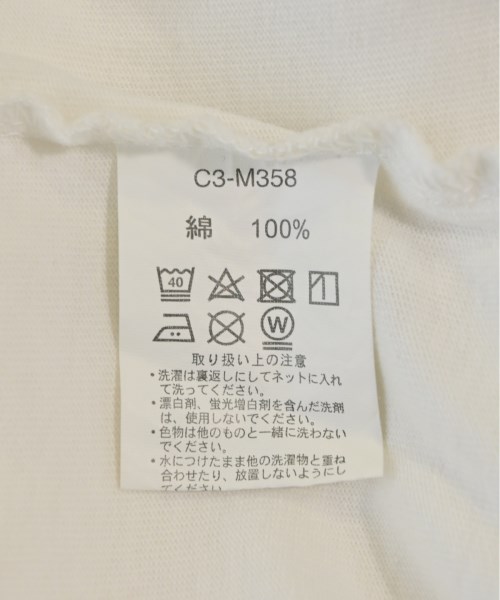 C3-M358
綿 100%
40
W
取り扱い上の注意
・洗濯は裏返しにしてネットに入れ
て洗ってください。
・漂白剤、蛍光増白剤を含んだ洗剤
は、使用しないでください。
・色物は他のものと一緒に洗わない
でください。
・水につけたまま他の洗濯物と重ね
合わせたり、放置しないようにし
てください。